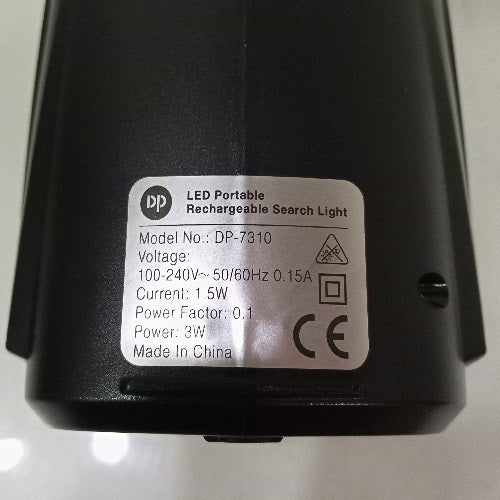 DP
LED Portable
Rechargeable Search Light
Model No.: DP-7310
Voltage:
100-240V~ 50/60Hz 0.15A
Current: 1.5W
Power Factor: 0.1
Power: 3W
Made In China
CE